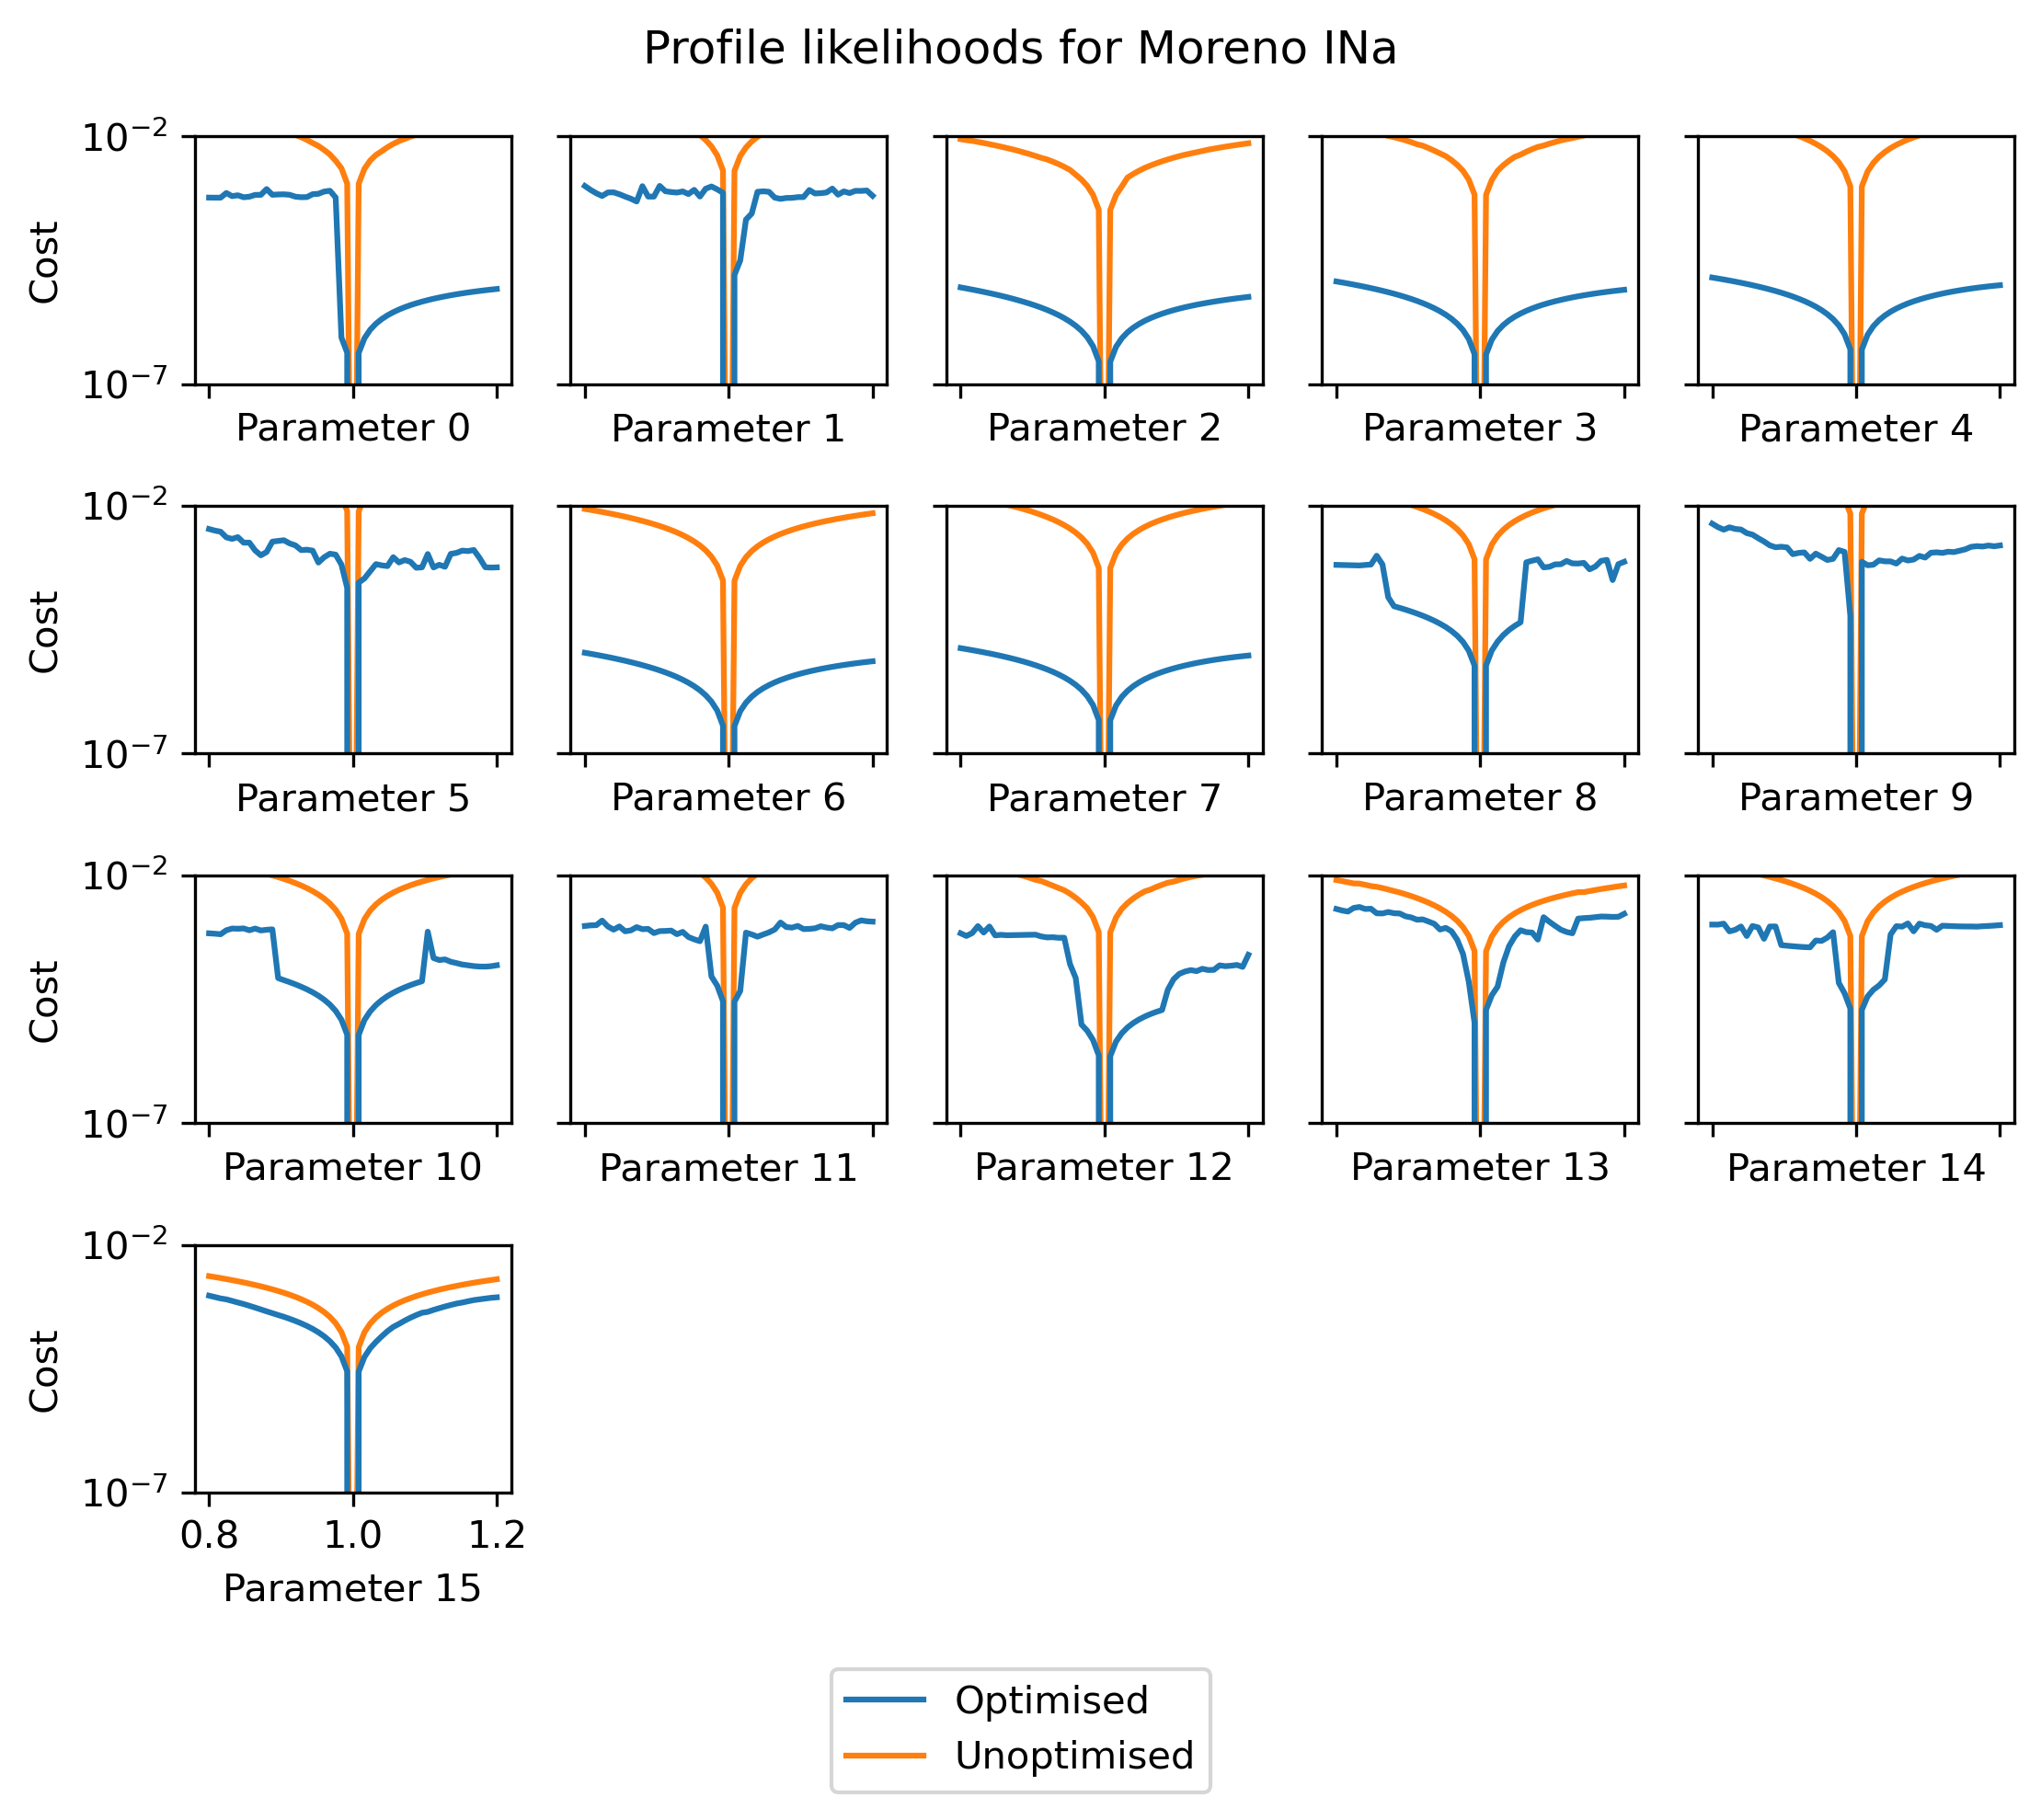 Profile likelihoods for Moreno INa
10⁻²
Cost
10⁻⁷
Parameter 0
Parameter 1
Parameter 2
Parameter 3
Parameter 4
10⁻²
Cost
10⁻⁷
Parameter 5
Parameter 6
Parameter 7
Parameter 8
Parameter 9
10⁻²
Cost
10⁻⁷
Parameter 10
Parameter 11
Parameter 12
Parameter 13
Parameter 14
10⁻²
Cost
10⁻⁷
0.8 1.0 1.2
Parameter 15
Optimised
Unoptimised